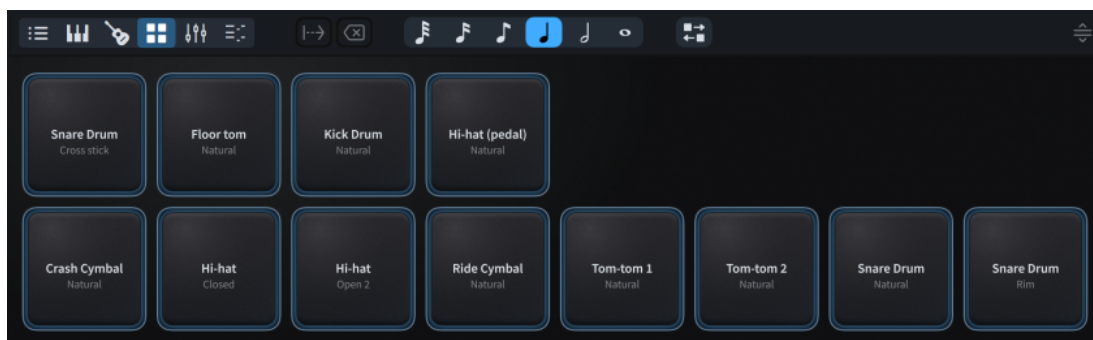 Snare Drum
Cross stick
Floor tom
Natural
Kick Drum
Natural
Hi-hat (pedal)
Natural
Crash Cymbal
Natural
Hi-hat
Closed
Hi-hat
Open 2
Ride Cymbal
Natural
Tom-tom 1
Natural
Tom-tom 2
Natural
Snare Drum
Natural
Snare Drum
Rim